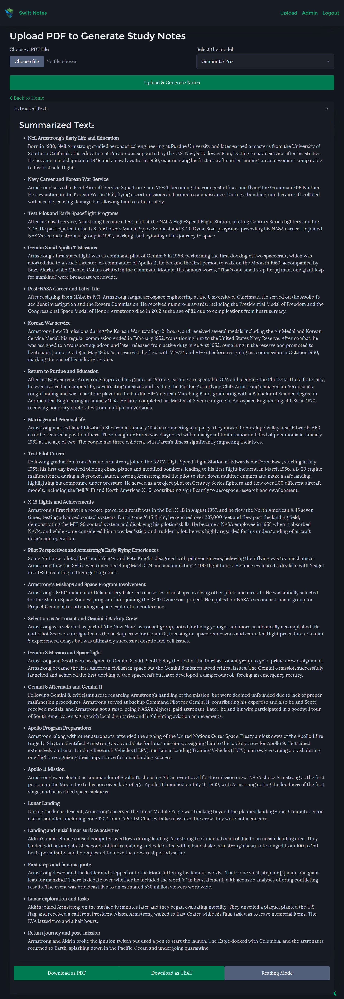 Swift Notes
Upload Admin Logout
Upload PDF to Generate Study Notes
Choose a PDF File
Select the model
Choose file No file chosen
Gemini 1.5 Pro
Upload & Generate Notes
Back to Home
Extracted Text:
Summarized Text:
Neil Armstrong's Early Life and Education
Born in 1930, Neil Armstrong studied aeronautical engineering at Purdue University and later earned a master's from the University of
Southern California. His education at Purdue was supported by the U.S. Navy's Holloway Plan, leading to naval service after his studies.
He became a midshipman in 1949 and a naval aviator in 1950, experiencing his first aircraft carrier landing, an achievement comparable
to his first solo flight.
Navy Career and Korean War Service
Armstrong served in Fleet Aircraft Service Squadron 7 and VF-51, becoming the youngest officer and flying the Grumman F9F Panther.
He saw action in the Korean War in 1951, flying escort missions and armed reconnaissance. During a bombing run, his aircraft collided
with a cable, causing damage but allowing him to return safely.
Test Pilot and Early Spaceflight Programs
After his naval service, Armstrong became a test pilot at the NACA High-Speed Flight Station, piloting Century Series fighters and the
X-15. He participated in the U.S. Air Force's Man in Space Soonest and X-20 Dyna-Soar programs, preceding his NASA career. He joined
NASA's second astronaut group in 1962, marking the beginning of his journey to space.
Gemini 8 and Apollo 11 Missions
Armstrong's first spaceflight was as command pilot of Gemini 8 in 1966, performing the first docking of two spacecraft, which was
aborted due to a stuck thruster. As commander of Apollo 11, he became the first person to walk on the Moon in 1969, accompanied by
Buzz Aldrin, while Michael Collins orbited in the Command Module. His famous words, "That's one small step for [a] man, one giant leap
for mankind," were broadcast worldwide.
Post-NASA Career and Later Life
After resigning from NASA in 1971, Armstrong taught aerospace engineering at the University of Cincinnati. He served on the Apollo 13
accident investigation and the Rogers Commission. He received numerous awards, including the Presidential Medal of Freedom and the
Congressional Space Medal of Honor. Armstrong died in 2012 at the age of 82 due to complications from heart surgery.
Korean War service
Armstrong flew 78 missions during the Korean War, totaling 121 hours, and received several medals including the Air Medal and Korean
Service Medal; his regular commission ended in February 1952, transitioning him to the United States Navy Reserve. After combat, he
was assigned to a transport squadron and later released from active duty in August 1952, remaining in the reserve and promoted to
lieutenant (junior grade) in May 1953. As a reservist, he flew with VF-724 and VF-773 before resigning his commission in October 1960,
marking the end of his military service.
Return to Purdue and Education
After his Navy service, Armstrong improved his grades at Purdue, earning a respectable GPA and pledging the Phi Delta Theta fraternity;
he was involved in campus life, co-directing musicals and leading the Purdue Aero Flying Club. Armstrong damaged an Aeronca in a
rough landing and was a baritone player in the Purdue All-American Marching Band, graduating with a Bachelor of Science degree in
Aeronautical Engineering in January 1955. He later completed his Master of Science degree in Aerospace Engineering at USC in 1970,
receiving honorary doctorates from multiple universities.
Marriage and Personal life
Armstrong married Janet Elizabeth Shearon in January 1956 after meeting at a party; they moved to Antelope Valley near Edwards AFB
after he secured a position there. Their daughter Karen was diagnosed with a malignant brain tumor and died of pneumonia in January
1962 at the age of two. The couple had three children, with Karen's illness significantly impacting their lives.
Test Pilot Career
Following graduation from Purdue, Armstrong joined the NACA High-Speed Flight Station at Edwards Air Force Base, starting in July
1955; his first day involved piloting chase planes and modified bombers, leading to his first flight incident. In March 1956, a B-29 engine
malfunctioned during a Skyrocket launch, forcing Armstrong and the pilot to shut down multiple engines and make a safe landing,
highlighting his composure under pressure. He served as a project pilot on Century Series fighters and flew over 200 different aircraft
models, including the Bell X-1B and North American X-15, contributing significantly to aerospace research and development.
X-15 flights and Achievements
Armstrong's first flight in a rocket-powered aircraft was in the Bell X-1B in August 1957, and he flew the North American X-15 seven
times, testing advanced control systems. During one X-15 flight, he reached over 207,000 feet and flew past the landing field,
demonstrating the MH-96 control system and displaying his piloting skills. He became a NASA employee in 1958 when it absorbed
NACA, and while some considered him a weaker "stick-and-rudder" pilot, he was highly regarded for his understanding of aircraft
design and operation.
Pilot Perspectives and Armstrong's Early Flying Experiences
Some Air Force pilots, like Chuck Yeager and Pete Knight, disagreed with pilot-engineers, believing their flying was too mechanical.
Armstrong flew the X-15 seven times, reaching Mach 5.74 and accumulating 2,400 flight hours. He once evaluated a dry lake with Yeager
in a T-33, resulting in them getting stuck.
Armstrong's Mishaps and Space Program Involvement
Armstrong's F-104 incident at Delamar Dry Lake led to a series of mishaps involving other pilots and aircraft. He was initially selected
for the Man in Space Soonest program, later joining the X-20 Dyna-Soar project. He applied for NASA's second astronaut group for
Project Gemini after attending a space exploration conference.
Selection as Astronaut and Gemini 5 Backup Crew
Armstrong was selected as part of "the New Nine" astronaut group, noted for being younger and more academically accomplished. He
and Elliot See were designated as the backup crew for Gemini 5, focusing on space rendezvous and extended flight procedures. Gemini
5 experienced delays but was ultimately successful despite fuel cell issues.
Gemini 8 Mission and Spaceflight
Armstrong and Scott were assigned to Gemini 8, with Scott being the first of the third astronaut group to get a prime crew assignment.
Armstrong became the first American civilian in space but the Gemini 8 mission faced critical issues. The Gemini 8 mission successfully
launched and achieved the first docking of two spacecraft but later developed a dangerous roll, forcing an emergency reentry.
Gemini 8 Aftermath and Gemini 11
Following Gemini 8, criticisms arose regarding Armstrong's handling of the mission, but were deemed unfounded due to lack of proper
malfunction procedures. Armstrong served as backup Command Pilot for Gemini 11, contributing his expertise and also he and Scott
received medals, and Armstrong got a raise, being NASA's highest-paid astronaut. Later, he and his wife participated in a goodwill tour
of South America, engaging with local dignitaries and highlighting aviation achievements.
Apollo Program Preparations
Armstrong, along with other astronauts, attended the signing of the United Nations Outer Space Treaty amidst news of the Apollo 1 fire
tragedy. Slayton identified Armstrong as a candidate for lunar missions, assigning him to the backup crew for Apollo 9. He trained
extensively on Lunar Landing Research Vehicles (LLRV) and Lunar Landing Training Vehicles (LLTV), narrowly escaping a crash during
one flight, recognizing their importance for lunar landing success.
Apollo 11 Mission
Armstrong was selected as commander of Apollo 11, choosing Aldrin over Lovell for the mission crew. NASA chose Armstrong as the first
person on the Moon due to his perceived lack of ego. Apollo 11 launched on July 16, 1969, with Armstrong noting the loudness of the first
stage, and he avoided space sickness.
Lunar Landing
During the lunar descent, Armstrong observed the Lunar Module Eagle was tracking beyond the planned landing zone. Computer error
alarms sounded, including code 1202, but CAPCOM Charles Duke reassured the crew they were not a concern.
Landing and initial lunar surface activities
Aldrin's radar choice caused computer overflows during landing. Armstrong took manual control due to an unsafe landing area. They
landed with around 45-50 seconds of fuel remaining and celebrated with a handshake. Armstrong's heart rate ranged from 100 to 150
beats per minute, and he requested to move the crew rest period earlier.
First steps and famous quote
Armstrong descended the ladder and stepped onto the Moon, uttering his famous words: "That's one small step for [a] man, one giant
leap for mankind." There is debate over whether he included the word "a" in his statement, with acoustic analyses offering conflicting
results. The event was broadcast live to an estimated 530 million viewers worldwide.
Lunar exploration and tasks
Aldrin joined Armstrong on the surface 19 minutes later and they began evaluating mobility. They unveiled a plaque, planted the U.S.
flag, and received a call from President Nixon. Armstrong walked to East Crater while his final task was to leave memorial items. The
EVA lasted two and a half hours.
Return journey and post-mission
Armstrong and Aldrin broke the ignition switch but used a pen to start the launch. The Eagle docked with Columbia, and the astronauts
returned to Earth, splashing down in the Pacific Ocean and undergoing quarantine.
Download as PDF Download as TEXT Reading Mode